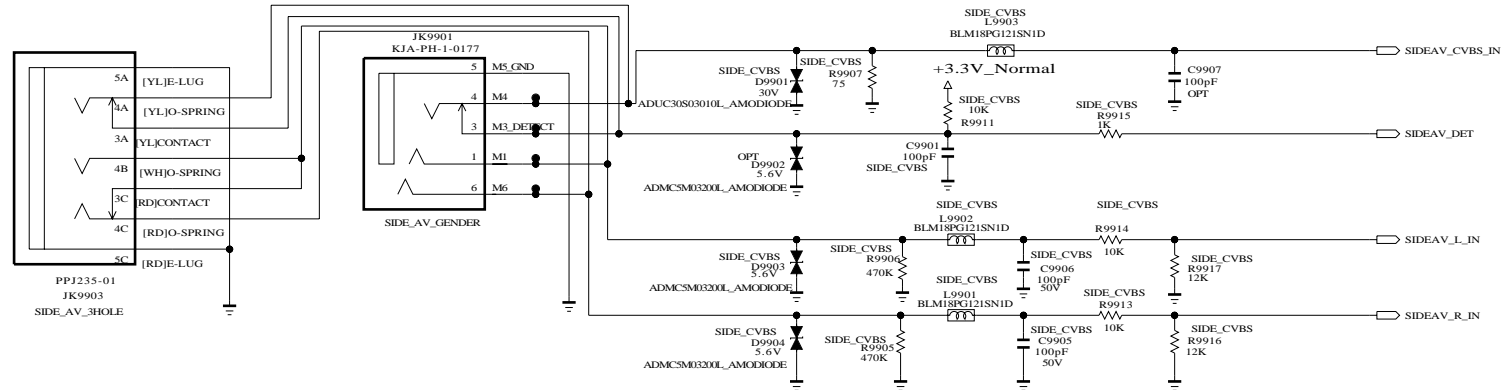 JK9901
KJA-PH-1-0177
5 M5_GND
4 M4
3 M3_DETECT
1 M1
6 M6
SIDE_AV_GENDER
5A [YL]E-LUG
4A [YL]O-SPRING
3A [YL]CONTACT
4B [WH]O-SPRING
3C [RD]CONTACT
4C [RD]O-SPRING
5C [RD]E-LUG
PPJ235-01
JK9903
SIDE_AV_3HOLE
SIDE_CVBS
L9903
BLM18PG121SN1D
SIDEAV_CVBS_IN
SIDE_CVBS
D9901
30V
ADUC30S03010L_AMODIODE
SIDE_CVBS
R9907
75
C9907
100pF
OPT
+3.3V_Normal
SIDE_CVBS
10K
R9911
SIDE_CVBS
R9915
1K
SIDEAV_DET
OPT
D9902
5.6V
ADMC5M03200L_AMODIODE
C9901
100pF
SIDE_CVBS
SIDE_CVBS
L9902
BLM18PG121SN1D
SIDE_CVBS
R9914
10K
SIDEAV_L_IN
SIDE_CVBS
D9903
5.6V
ADMC5M03200L_AMODIODE
SIDE_CVBS
R9906
470K
SIDE_CVBS
C9906
100pF
50V
SIDE_CVBS
R9917
12K
SIDE_CVBS
L9901
BLM18PG121SN1D
SIDE_CVBS
R9913
10K
SIDEAV_R_IN
SIDE_CVBS
D9904
5.6V
ADMC5M03200L_AMODIODE
SIDE_CVBS
R9905
470K
SIDE_CVBS
C9905
100pF
50V
SIDE_CVBS
R9916
12K